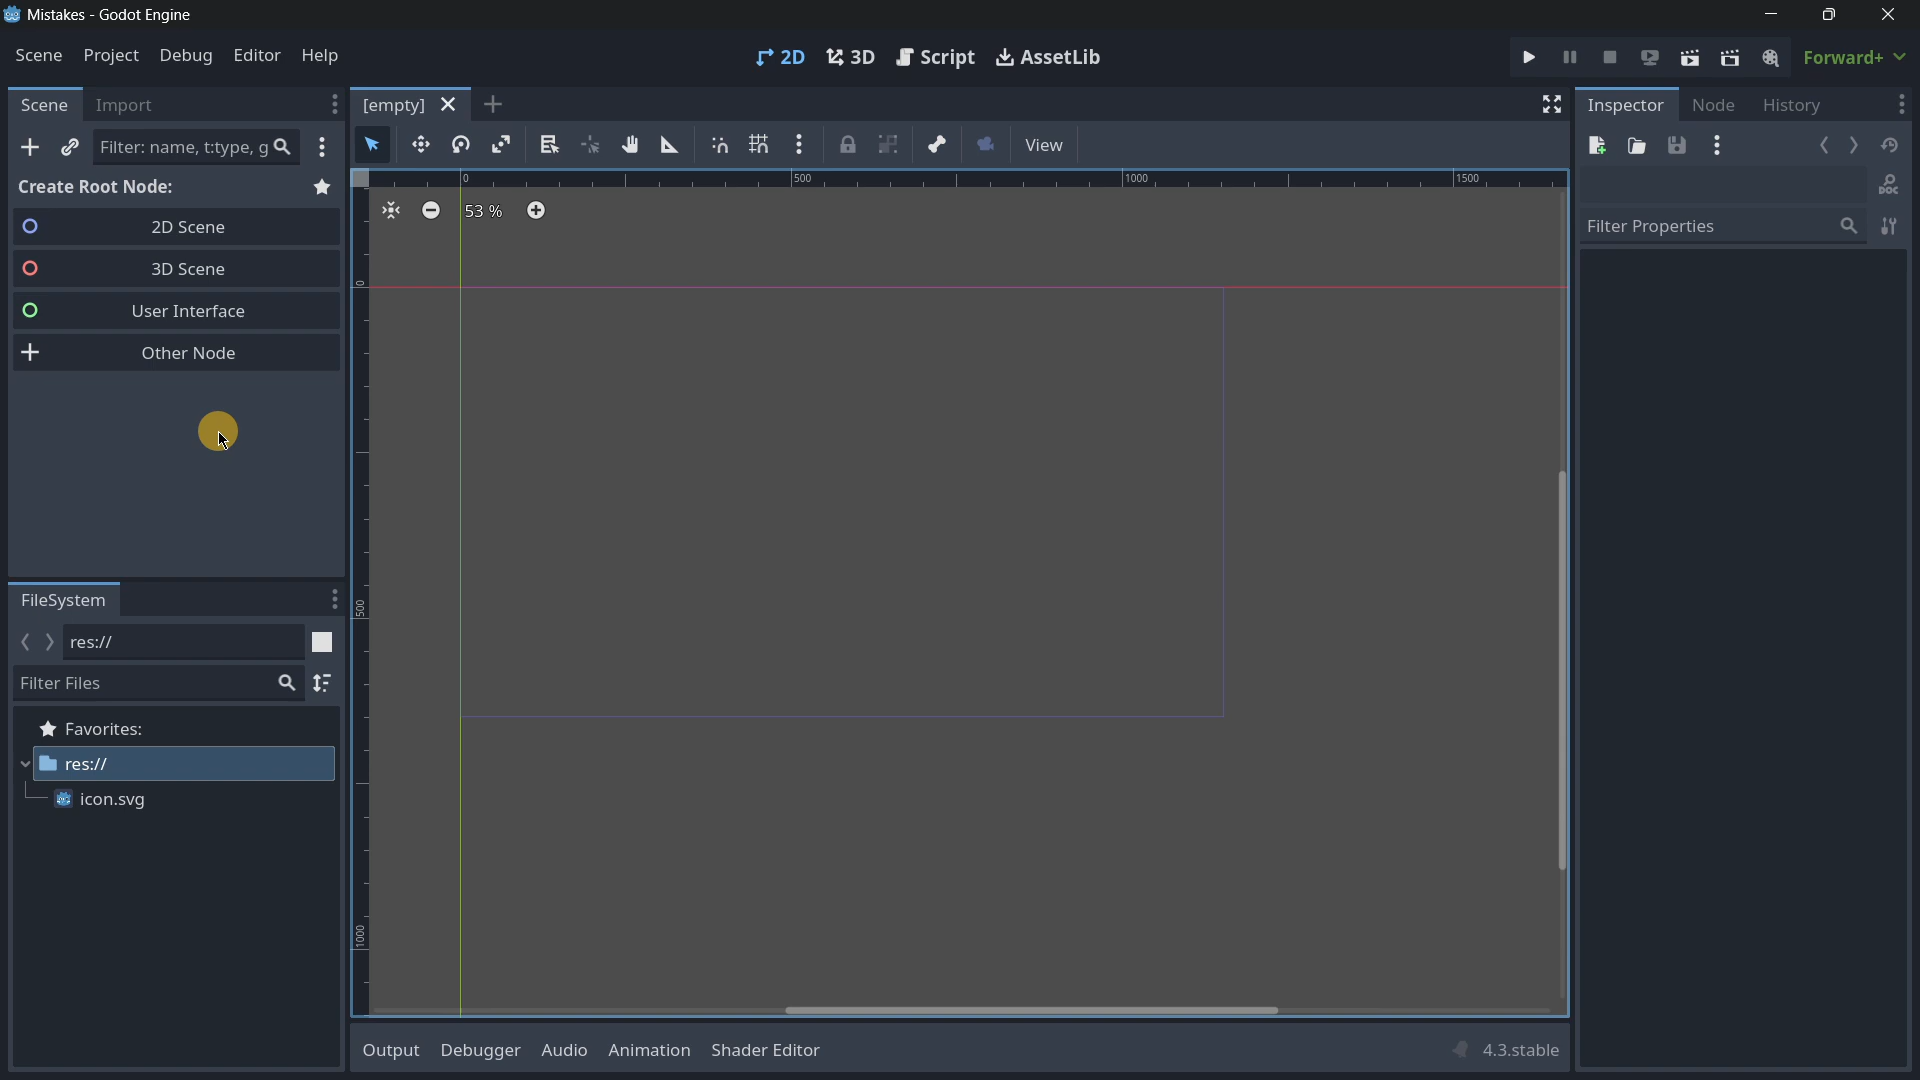 Mistakes - Godot Engine
Scene Project Debug Editor Help
2D 3D Script AssetLib
Forward+
Scene Import
Filter: name, t:type, g
Create Root Node:
2D Scene
3D Scene
User Interface
Other Node
FileSystem
res://
Filter Files
Favorites:
res://
icon.svg
[empty]
View
0 500 1000 1500
53 %
0
500
1000
Output Debugger Audio Animation Shader Editor
4.3.stable
Inspector Node History
DOC
Filter Properties